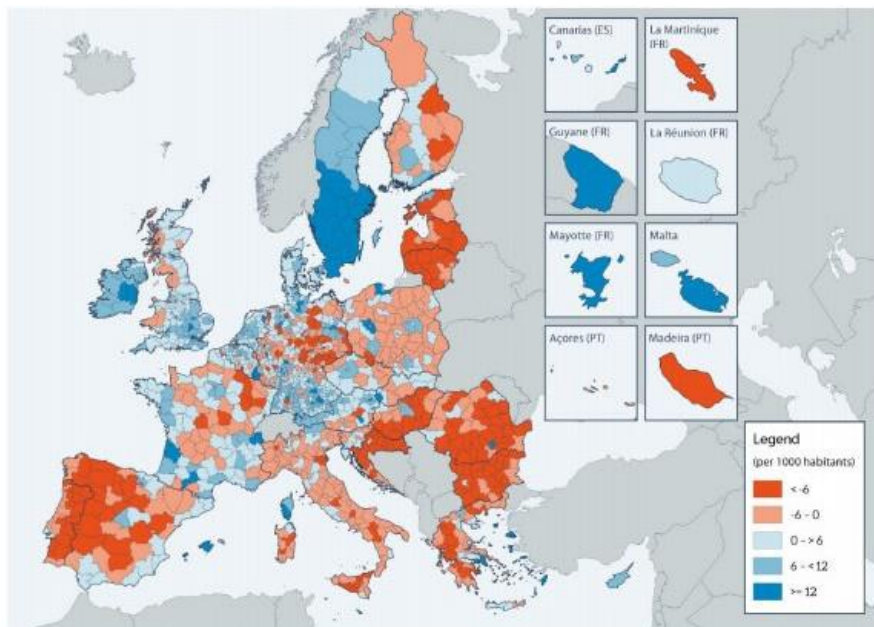 Canarias (ES)
La Martinique
(FR)
Guyane (FR)
La Réunion (FR)
Mayotte (FR)
Malta
Açores (PT)
Madeira (PT)
Legend
(per 1000 habitants)
< -6
-6 - 0
0 - >6
6 - <12
>= 12